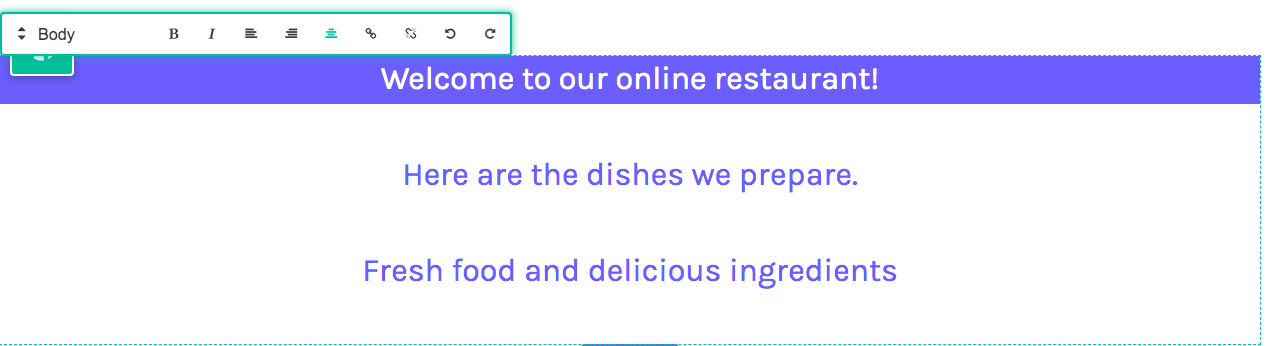 Body B I
Welcome to our online restaurant!
Here are the dishes we prepare.
Fresh food and delicious ingredients